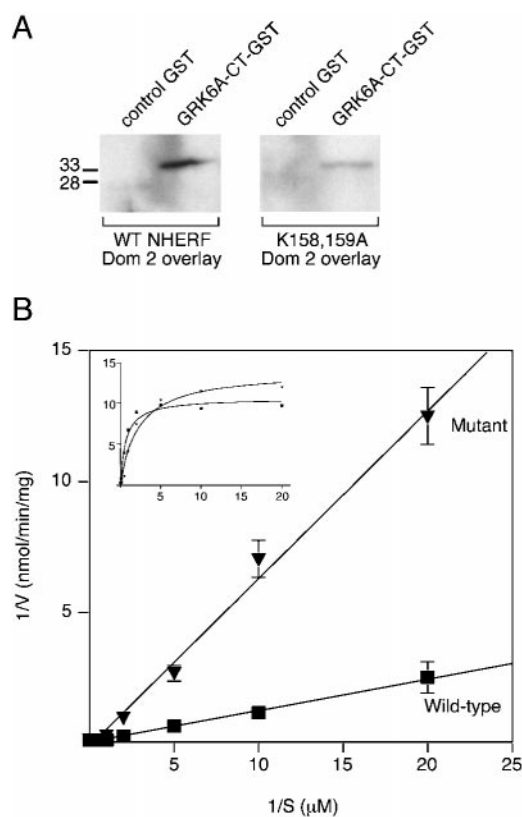 A
control GST
GRK6A-CT-GST
control GST
GRK6A-CT-GST
33
28
WT NHERF
Dom 2 overlay
K158,159A
Dom 2 overlay
B
15
10
5
1/V (nmol/min/mg)
15
10
5
5
10
15
20
Mutant
Wild-type
5
10
15
20
25
1/S (μM)